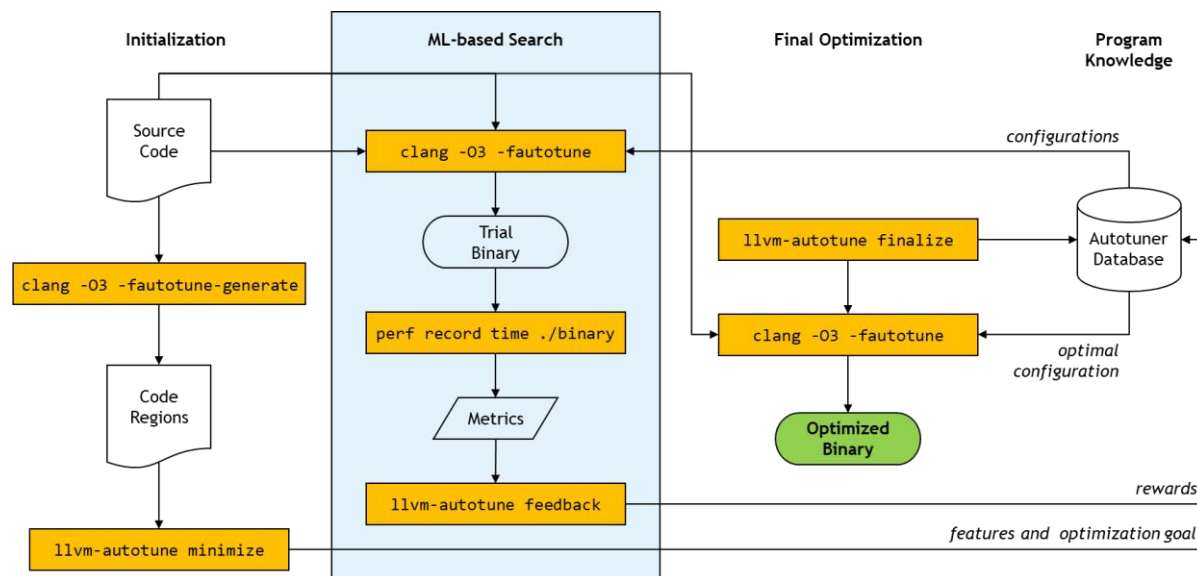 Initialization
ML-based Search
Final Optimization
Program
Knowledge
Source
Code
clang -O3 -fautotune
configurations
Trial
Binary
llvm-autotune finalize
Autotuner
Database
clang -O3 -fautotune-generate
perf record time ./binary
clang -O3 -fautotune
optimal
configuration
Code
Regions
Metrics
Optimized
Binary
llvm-autotune feedback
rewards
llvm-autotune minimize
features and optimization goal